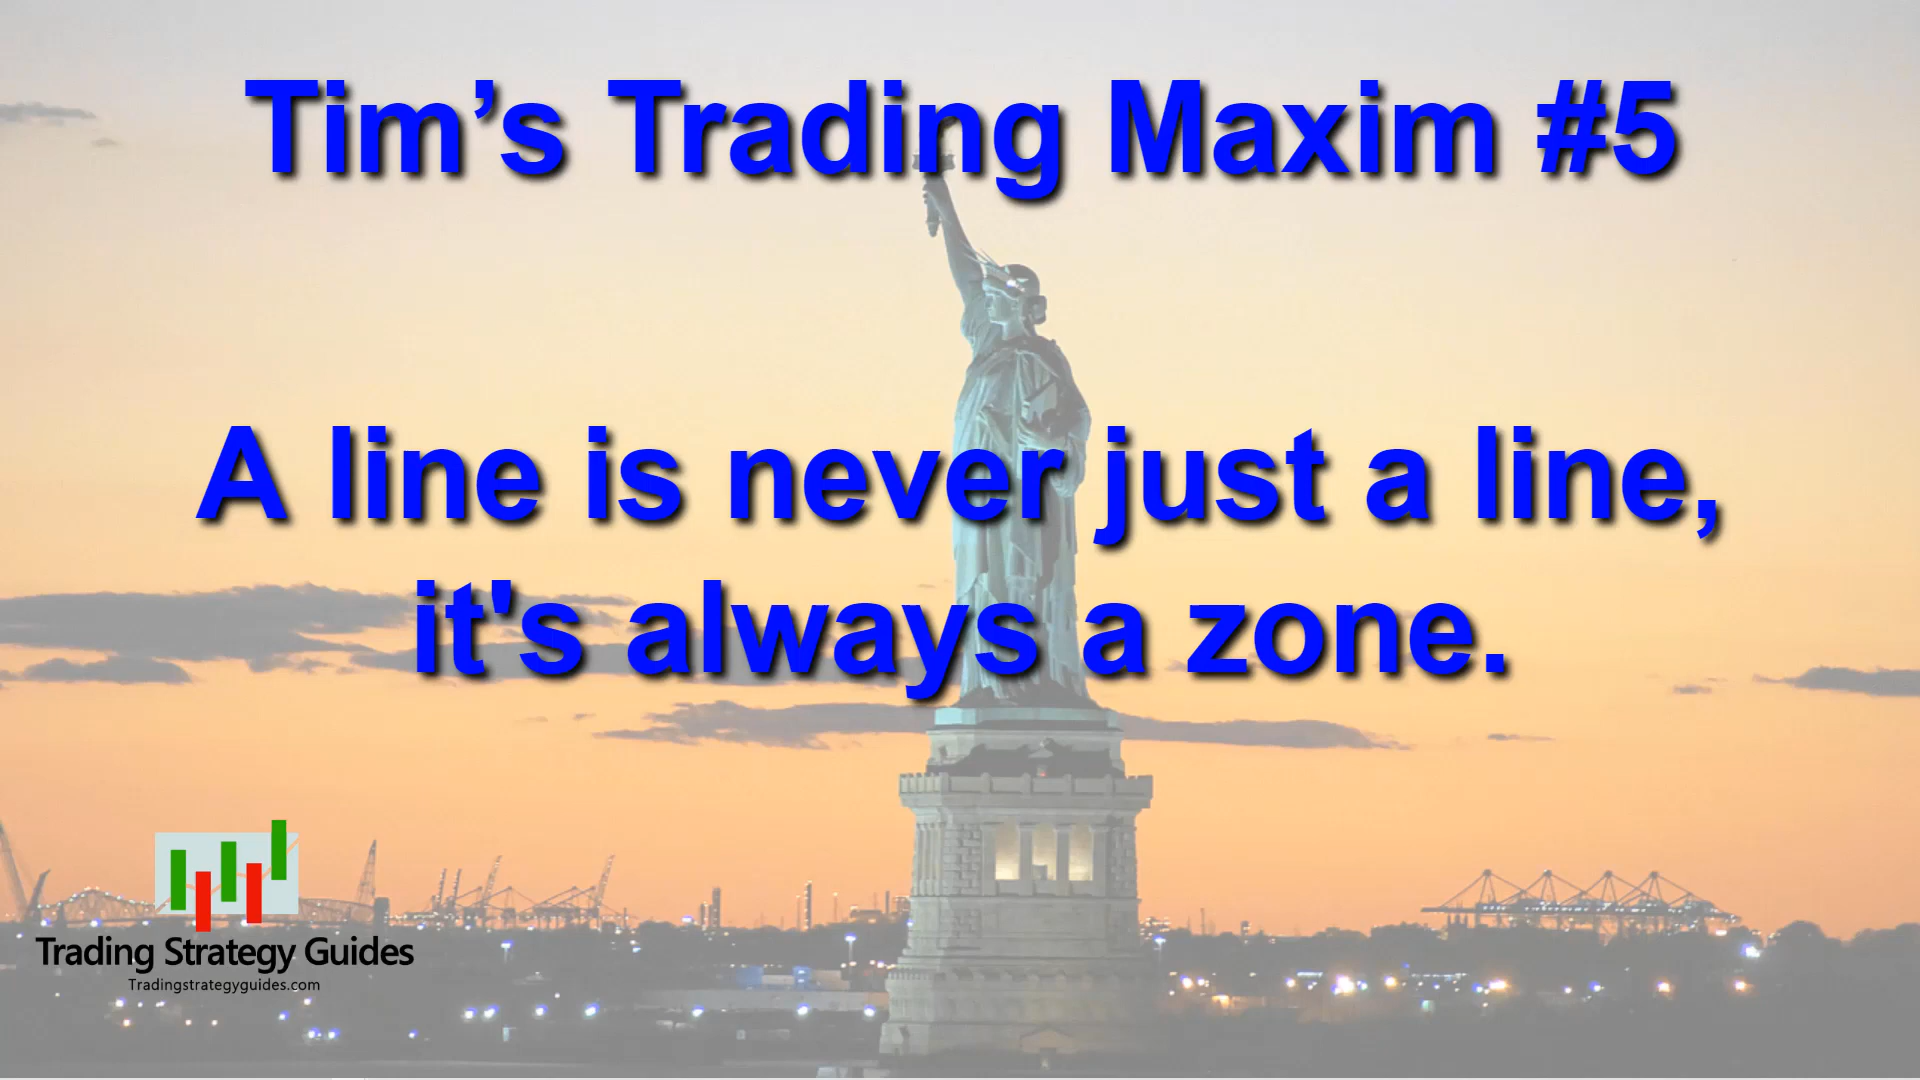 Tim’s Trading Maxim #5
A line is never just a line,
it's always a zone.
Trading Strategy Guides
Tradingstrategyguides.com